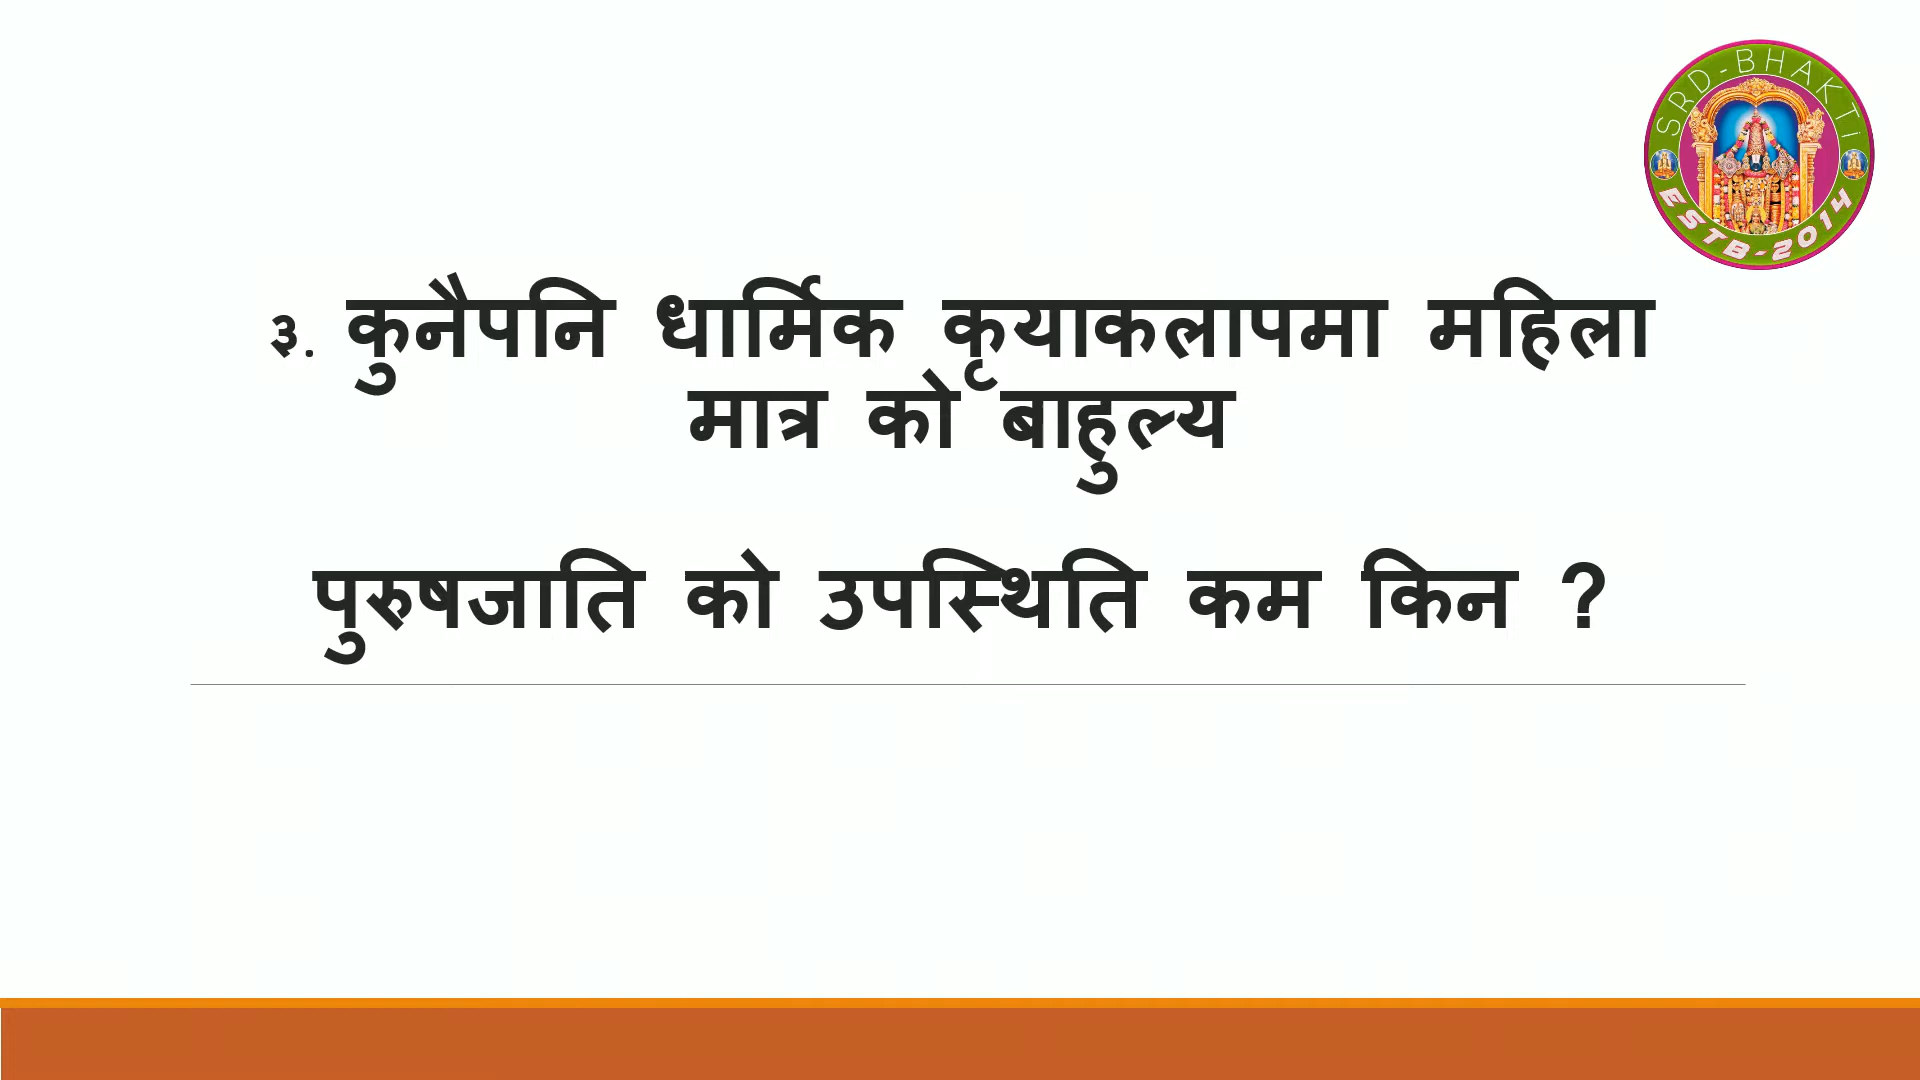 SRD-BHAKTi
ESTB-2014
३. कुनैपनि धार्मिक कृयाकलापमा महिला
मात्र को बाहुल्य
पुरुषजाति को उपस्थिति कम किन ?